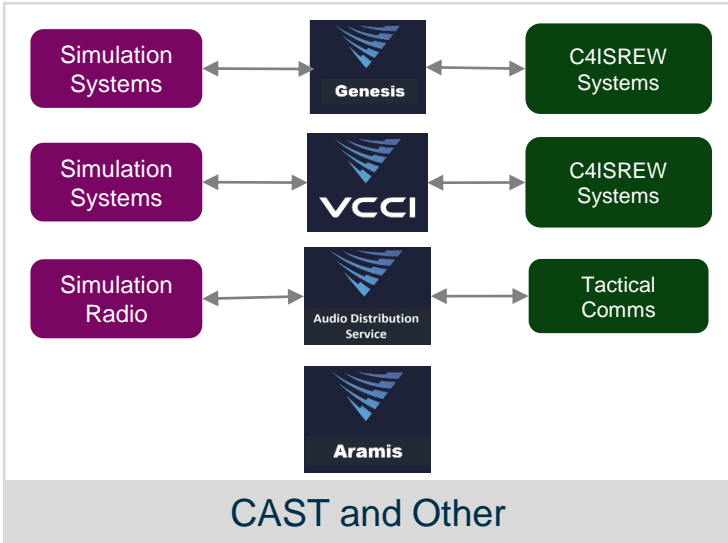 Simulation
Systems
Genesis
C4ISREW
Systems
Simulation
Systems
VCCI
C4ISREW
Systems
Simulation
Radio
Audio Distribution
Service
Tactical
Comms
Aramis
CAST and Other